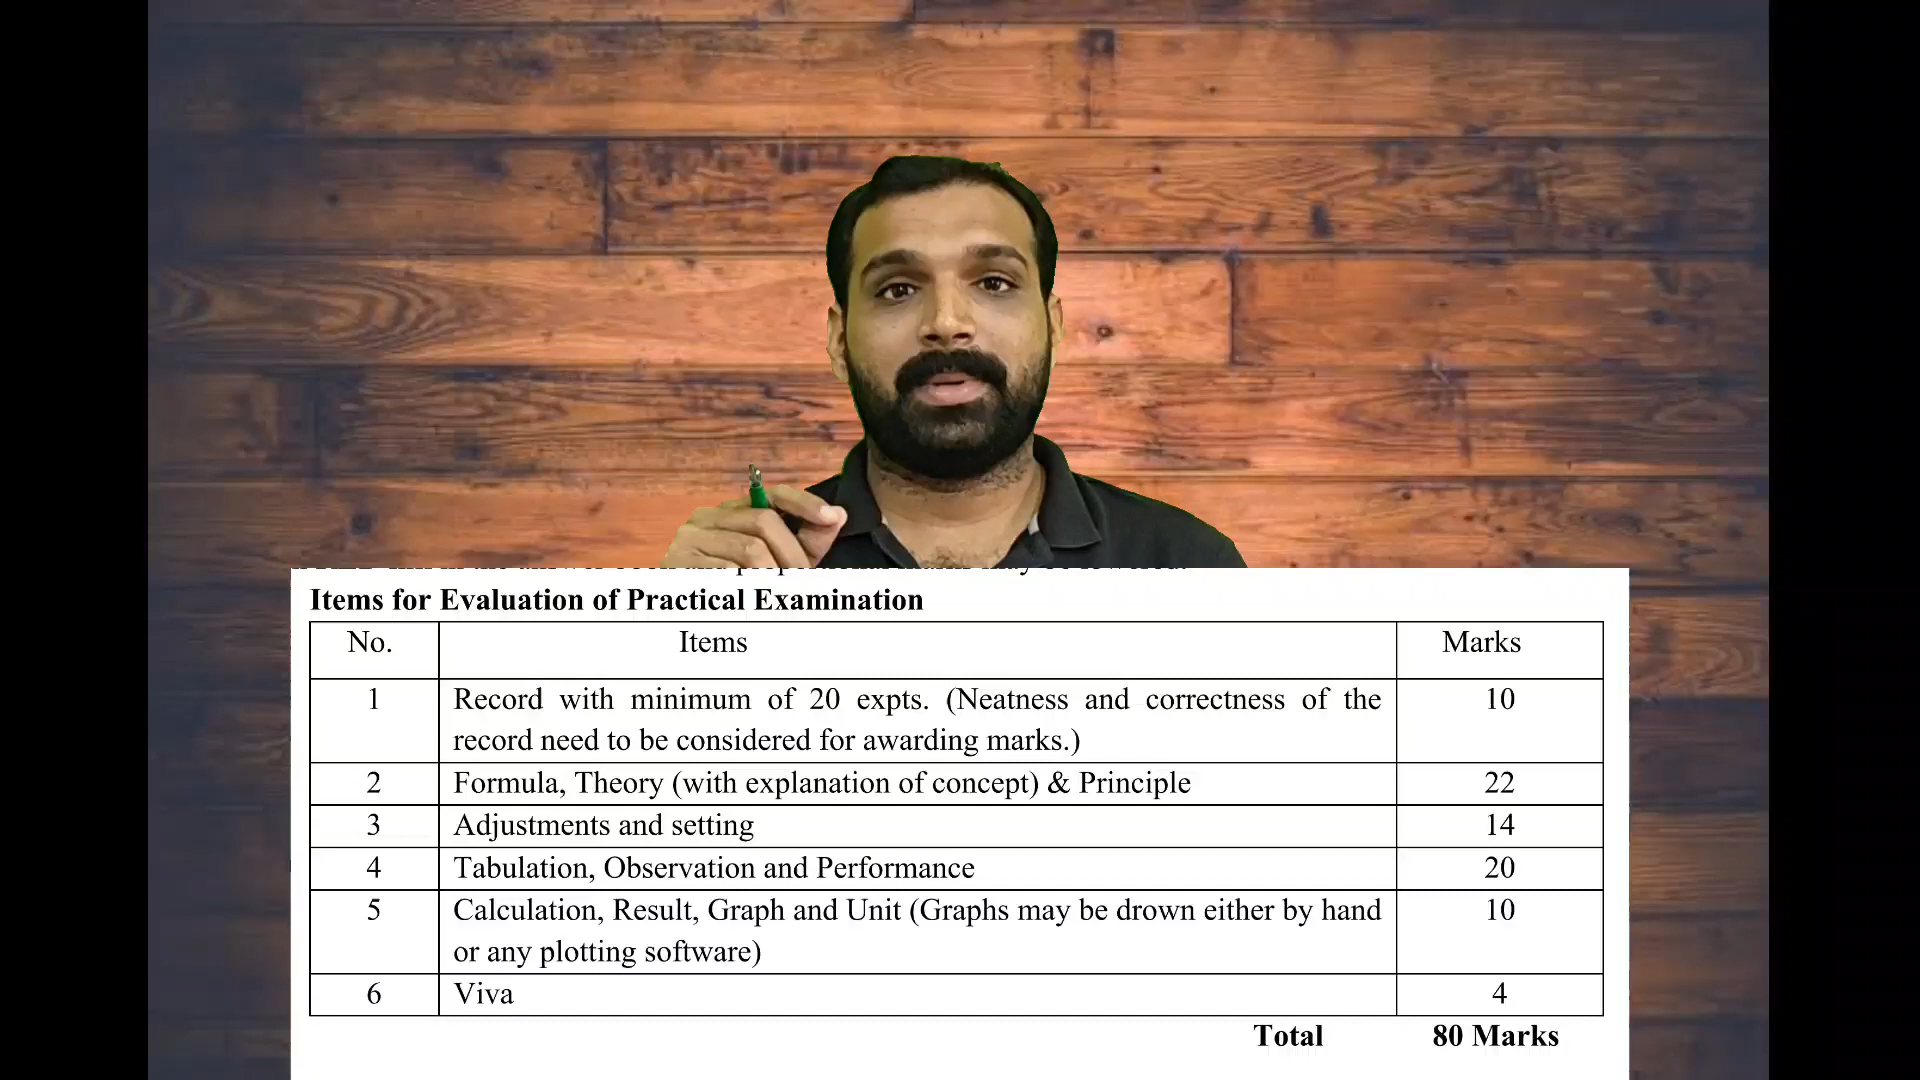 Items for Evaluation of Practical Examination
No. Items Marks
1 Record with minimum of 20 expts. (Neatness and correctness of the 10
record need to be considered for awarding marks.)
2 Formula, Theory (with explanation of concept) & Principle 22
3 Adjustments and setting 14
4 Tabulation, Observation and Performance 20
5 Calculation, Result, Graph and Unit (Graphs may be drown either by hand 10
or any plotting software)
6 Viva 4
Total 80 Marks